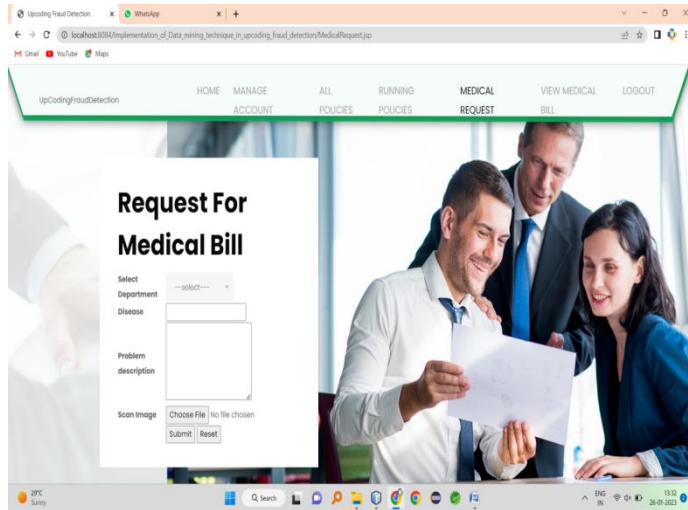 Upcoding Fraud Detection
WhatsApp
localhost:8084/Implementation_of_Data_mining_technique_in_upcoding_fraud_detection/MedicalRequest.jsp
Gmail YouTube Maps
UpCodingFraudDetection
HOME
MANAGE ACCOUNT
ALL POLICIES
RUNNING POLICIES
MEDICAL REQUEST
VIEW MEDICAL BILL
LOGOUT
Request For
Medical Bill
Select
Department
---select----
Disease
Problem
description
Scan Image Choose File No file chosen
Submit Reset
29°C
Sunny
Search
ENG
IN
13:32
26-01-2023